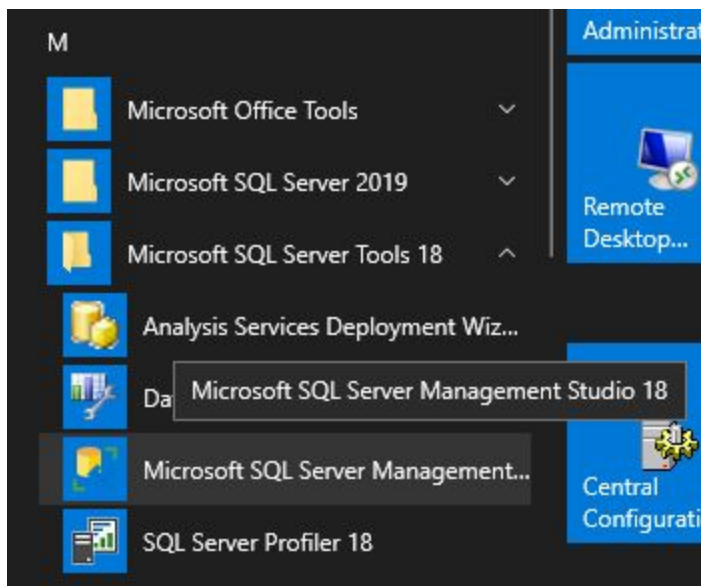 M
Microsoft Office Tools
Microsoft SQL Server 2019
Microsoft SQL Server Tools 18
Analysis Services Deployment Wiz...
Da
Microsoft SQL Server Management Studio 18
Microsoft SQL Server Management...
SQL Server Profiler 18
Administrat
Remote
Desktop...
Central
Configurati